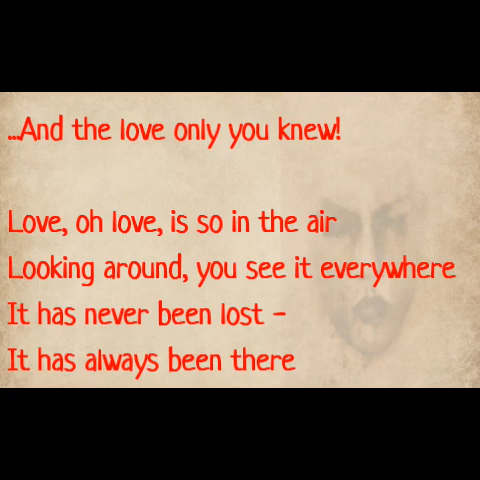 ...And the love only you knew!
Love, oh love, is so in the air
Looking around, you see it everywhere
It has never been lost -
It has always been there